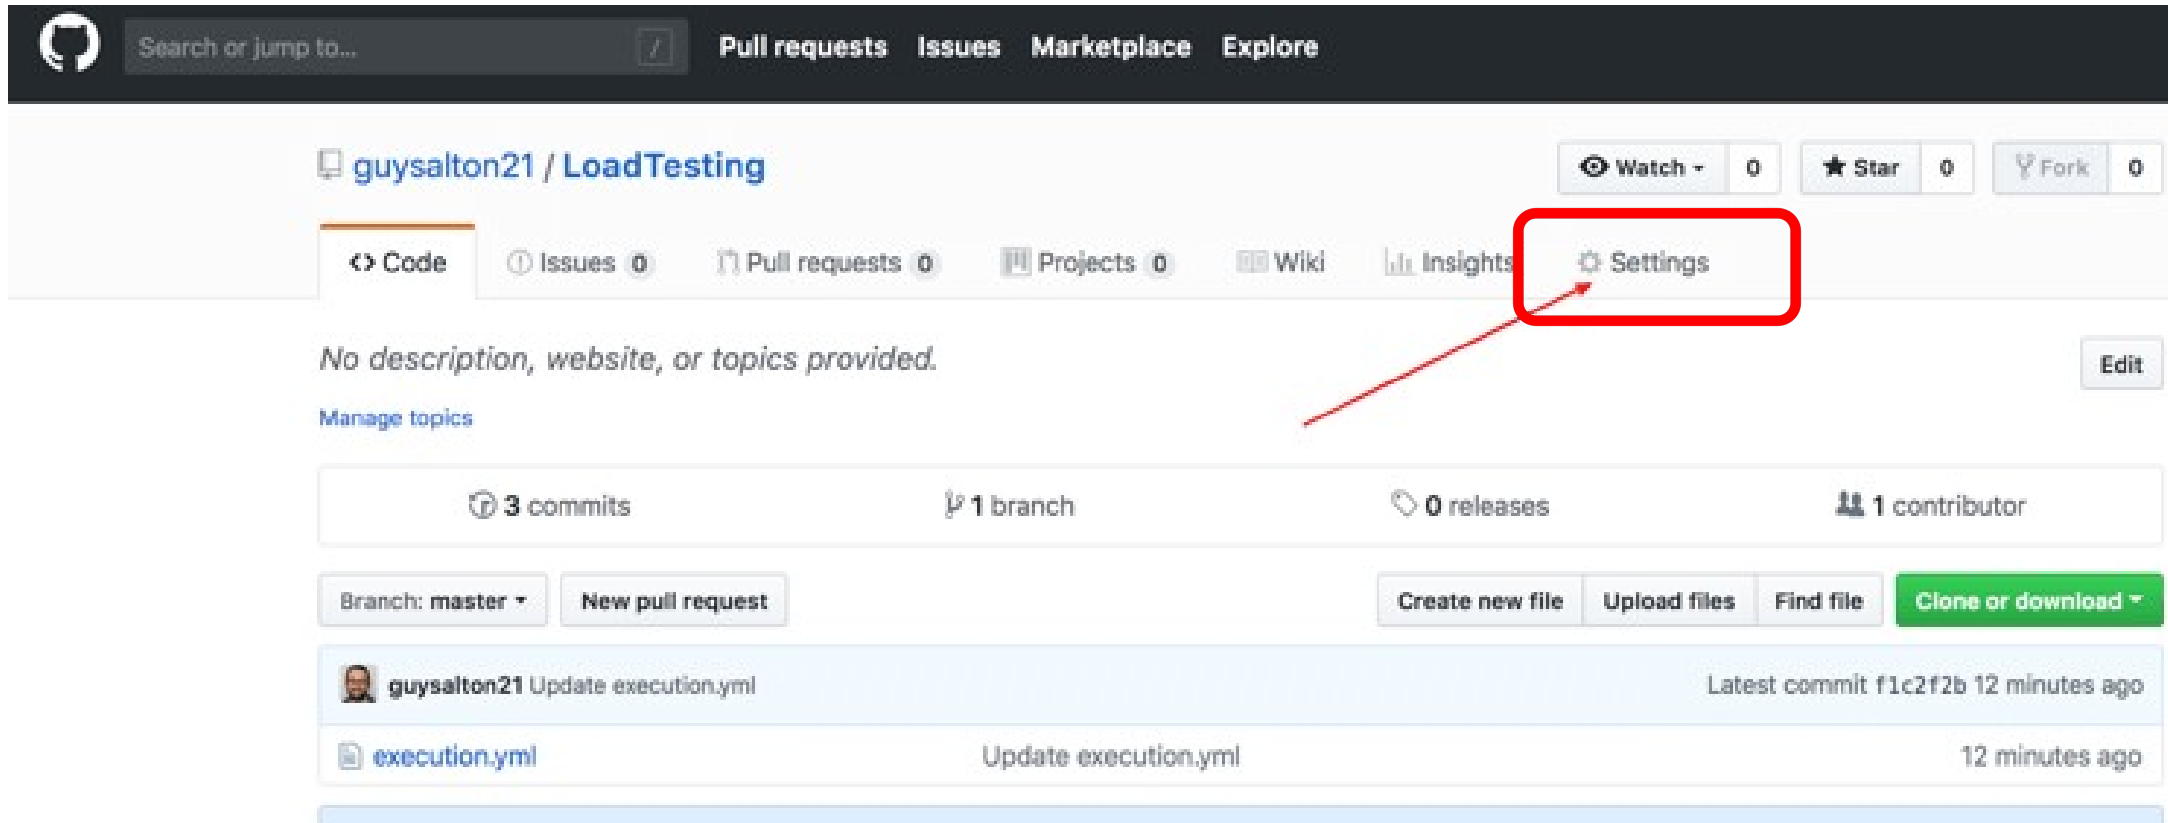 Search or jump to... / Pull requests Issues Marketplace Explore
guysalton21 / LoadTesting Watch 0 Star 0 Fork 0
<> Code Issues 0 Pull requests 0 Projects 0 Wiki Insights Settings
No description, website, or topics provided. Edit
Manage topics
3 commits 1 branch 0 releases 1 contributor
Branch: master New pull request Create new file Upload files Find file Clone or download
guysalton21 Update execution.yml Latest commit f1c2f2b 12 minutes ago
execution.yml Update execution.yml 12 minutes ago